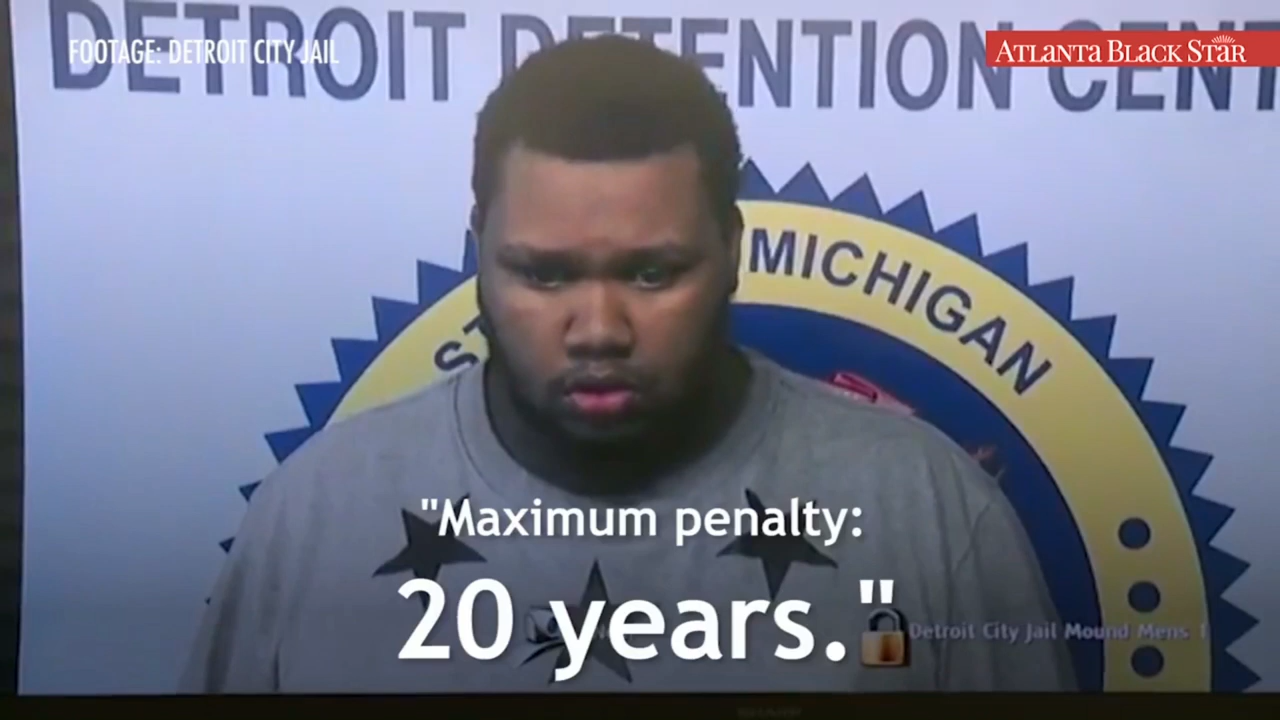 DETROIT DETENTION CENT
FOOTAGE: DETROIT CITY JAIL
ATLANTA BLACK STAR
MICHIGAN
"Maximum penalty:
20 years."
Detroit City Jail Mound Mens 1